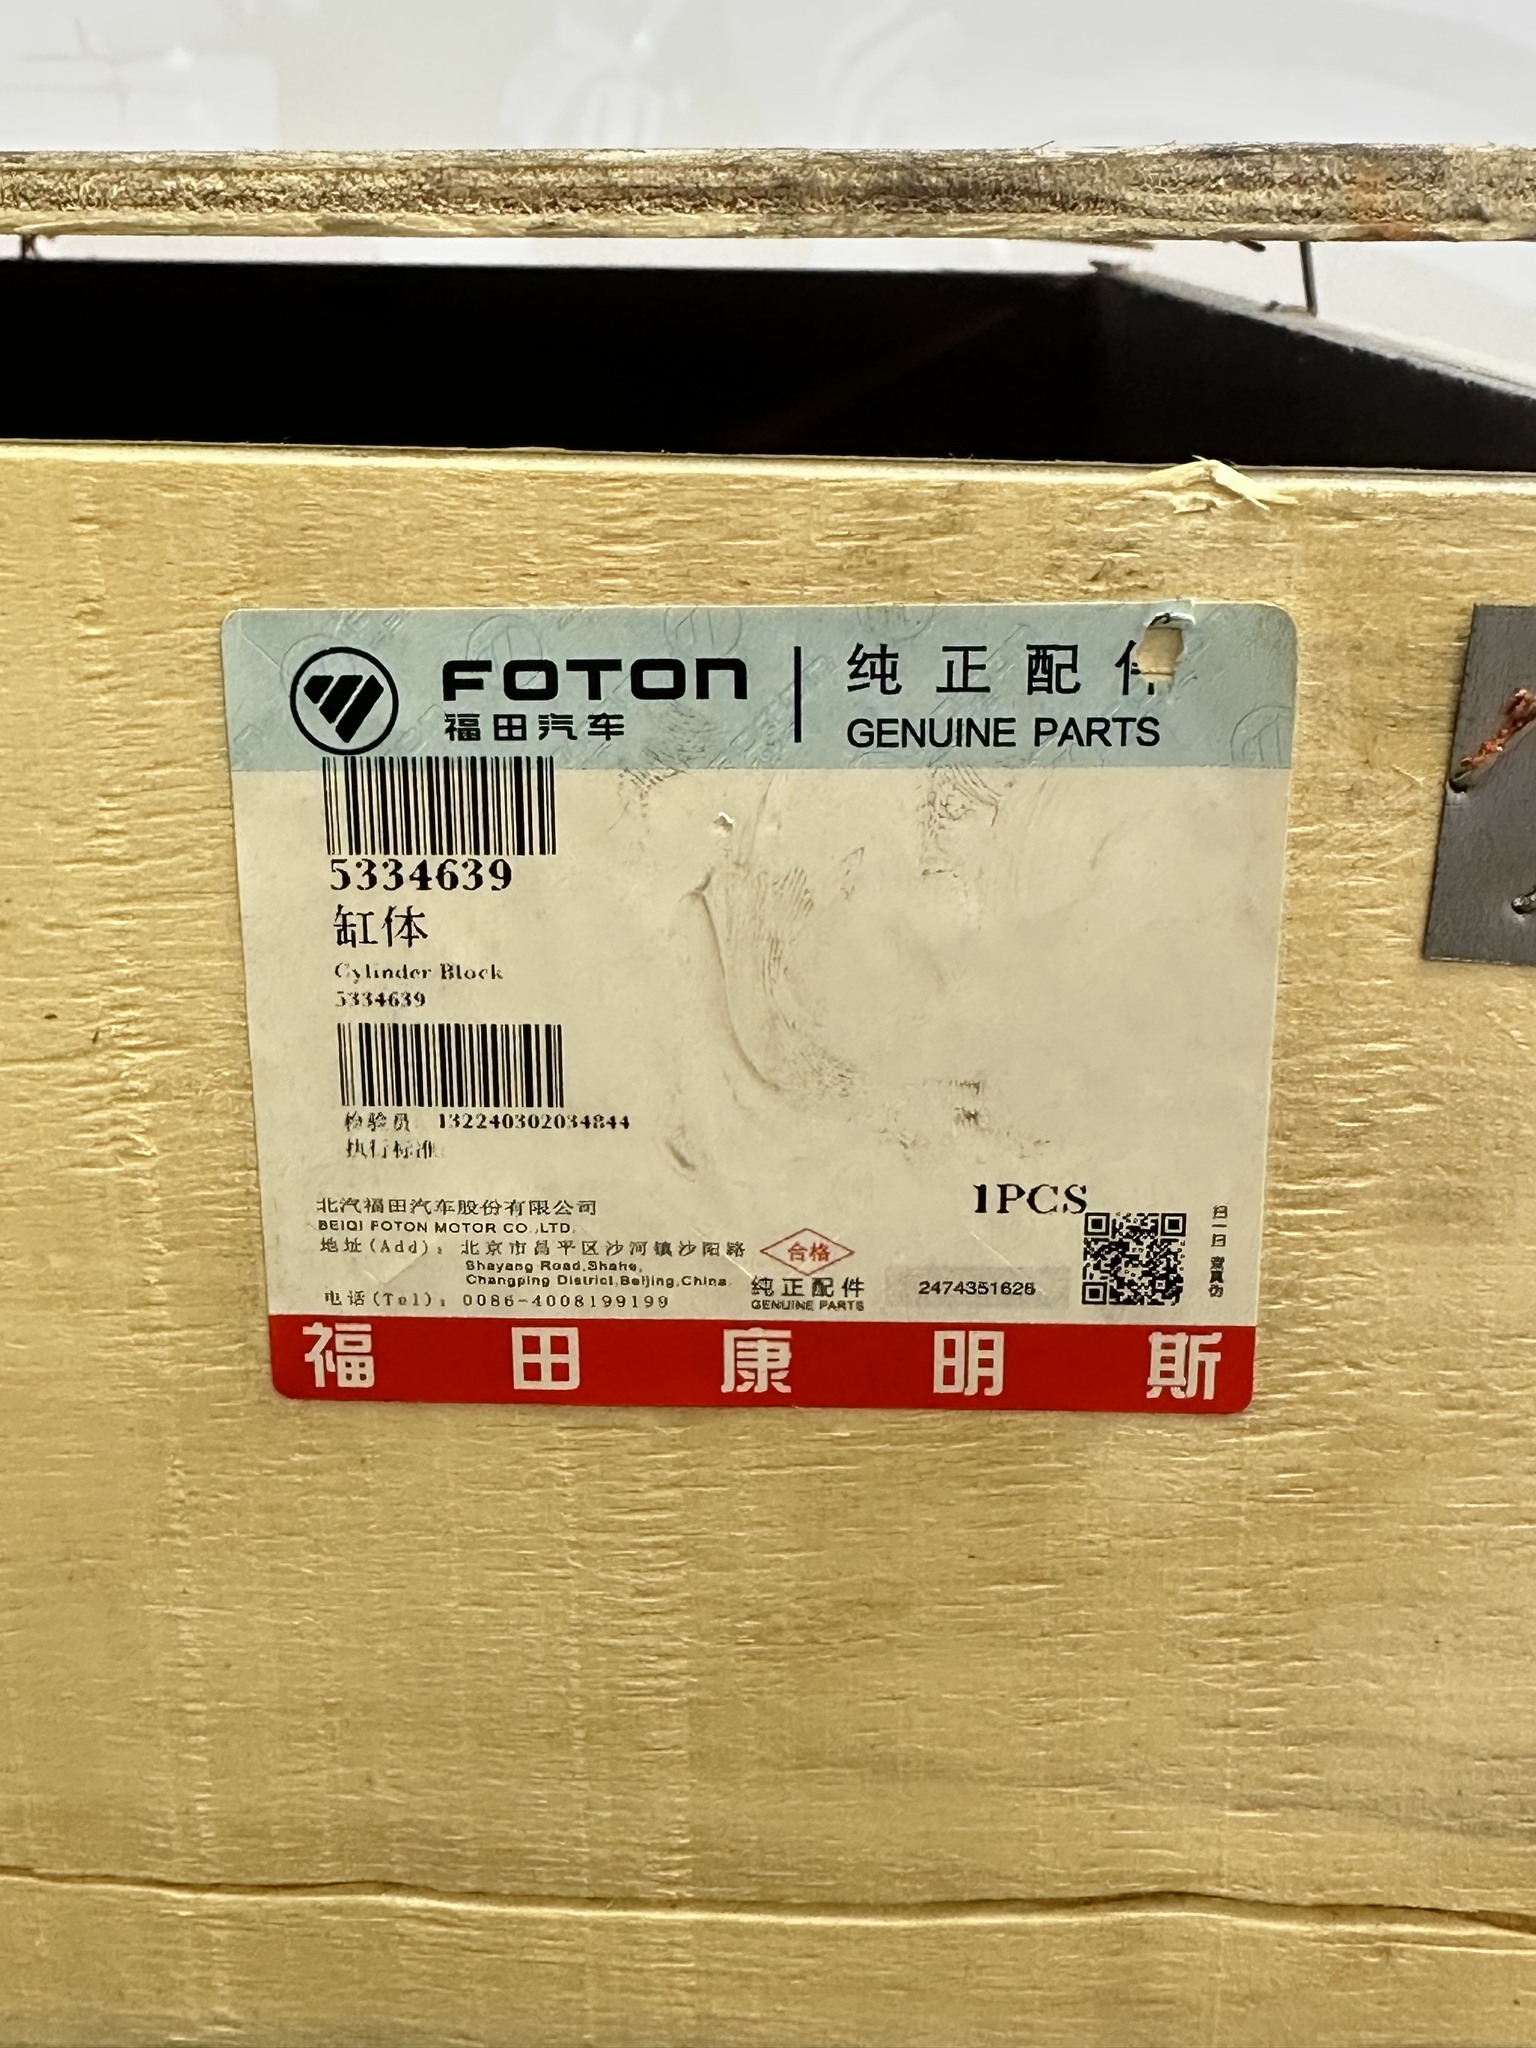 FOTON
福田汽车
纯正配件
GENUINE PARTS
5334639
缸体
Cylinder Block
5334639
检验员 132240302034844
执行标准:
1PCS
北汽福田汽车股份有限公司
BEIQI FOTON MOTOR CO.,LTD.
地址(Add): 北京市昌平区沙河镇沙阳路
Shayang Road,Shahe,
Changping District,Beijing,China
电话(Tel): 0086-4008199199
合格
纯正配件
GENUINE PARTS
2474351626
扫一扫 查真伪
福田康明斯